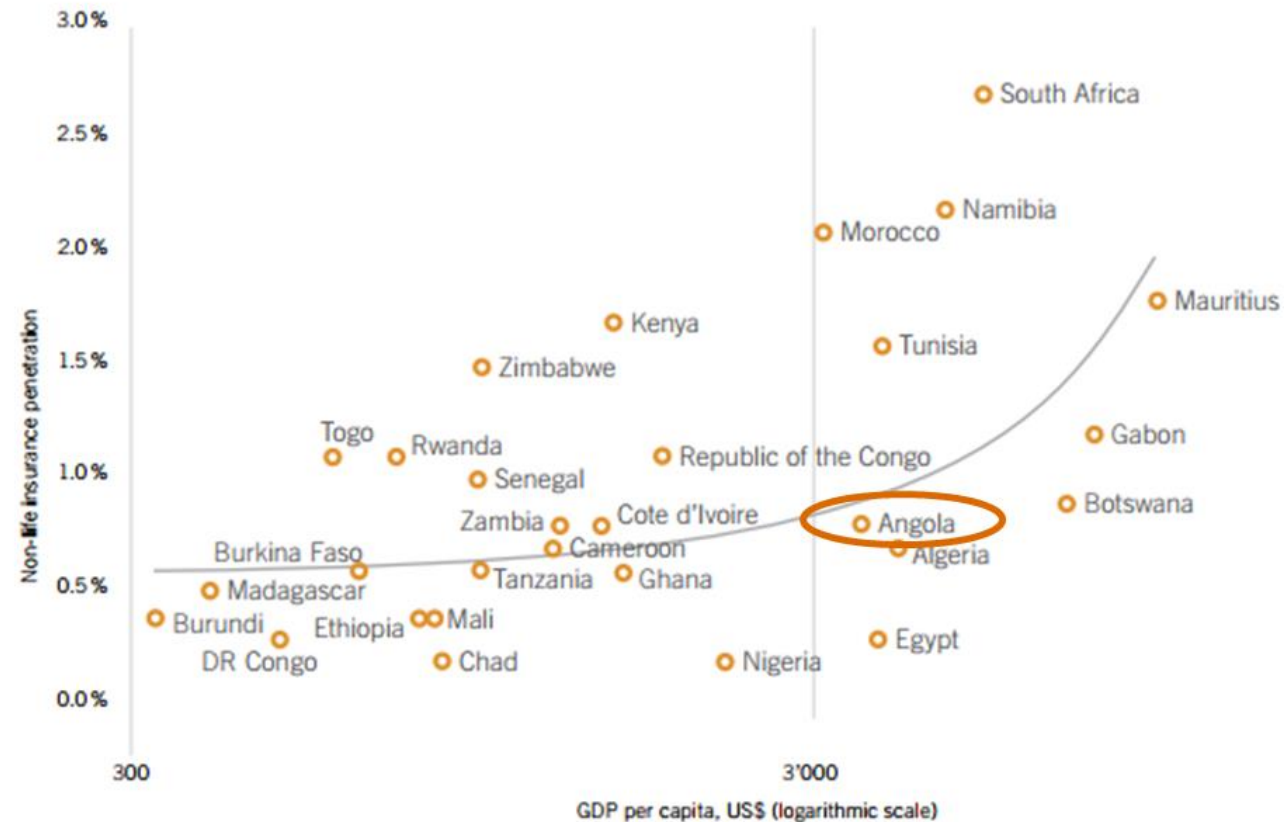 3.0%
South Africa
2.5%
Namibia
Morocco
2.0%
Mauritius
Kenya
Tunisia
1.5%
Zimbabwe
Togo
Rwanda
Gabon
Republic of the Congo
1.0%
Senegal
Botswana
Zambia
Cote d'Ivoire
Angola
Cameroon
Algeria
Burkina Faso
Tanzania
Ghana
0.5%
Madagascar
Burundi
Ethiopia
Mali
Egypt
DR Congo
Chad
Nigeria
0.0%
Non-life insurance penetration
300
3'000
GDP per capita, US$ (logarithmic scale)